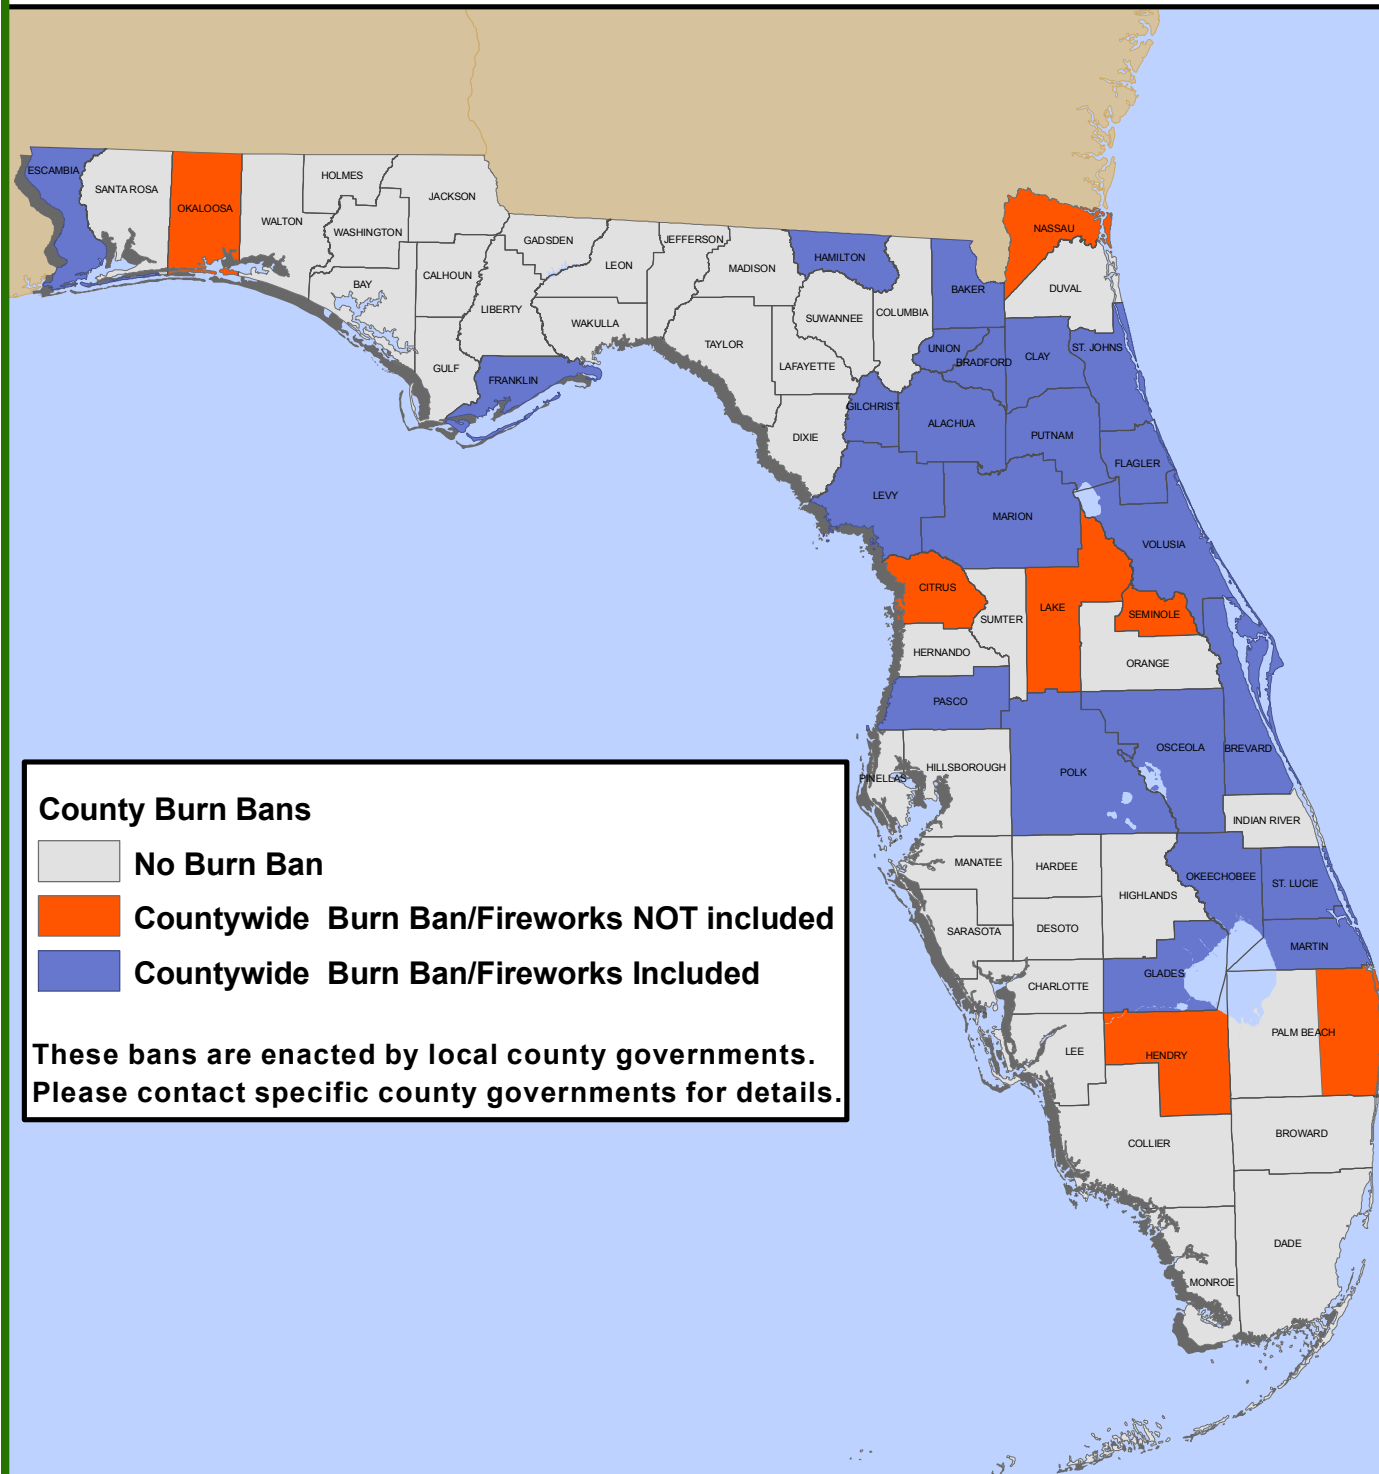 ESCAMBIA
SANTA ROSA
OKALOOSA
WALTON
HOLMES
WASHINGTON
JACKSON
BAY
CALHOUN
GULF
LIBERTY
GADSDEN
FRANKLIN
LEON
WAKULLA
JEFFERSON
MADISON
TAYLOR
HAMILTON
SUWANNEE
LAFAYETTE
DIXIE
COLUMBIA
BAKER
NASSAU
DUVAL
UNION
BRADFORD
CLAY
ST. JOHNS
GILCHRIST
ALACHUA
PUTNAM
FLAGLER
LEVY
MARION
VOLUSIA
CITRUS
SUMTER
LAKE
SEMINOLE
HERNANDO
ORANGE
PASCO
PINELLAS
HILLSBOROUGH
POLK
OSCEOLA
BREVARD
INDIAN RIVER
MANATEE
HARDEE
HIGHLANDS
OKEECHOBEE
ST. LUCIE
SARASOTA
DESOTO
MARTIN
GLADES
CHARLOTTE
LEE
HENDRY
PALM BEACH
COLLIER
BROWARD
DADE
MONROE
County Burn Bans
No Burn Ban
Countywide Burn Ban/Fireworks NOT included
Countywide Burn Ban/Fireworks Included
These bans are enacted by local county governments.
Please contact specific county governments for details.